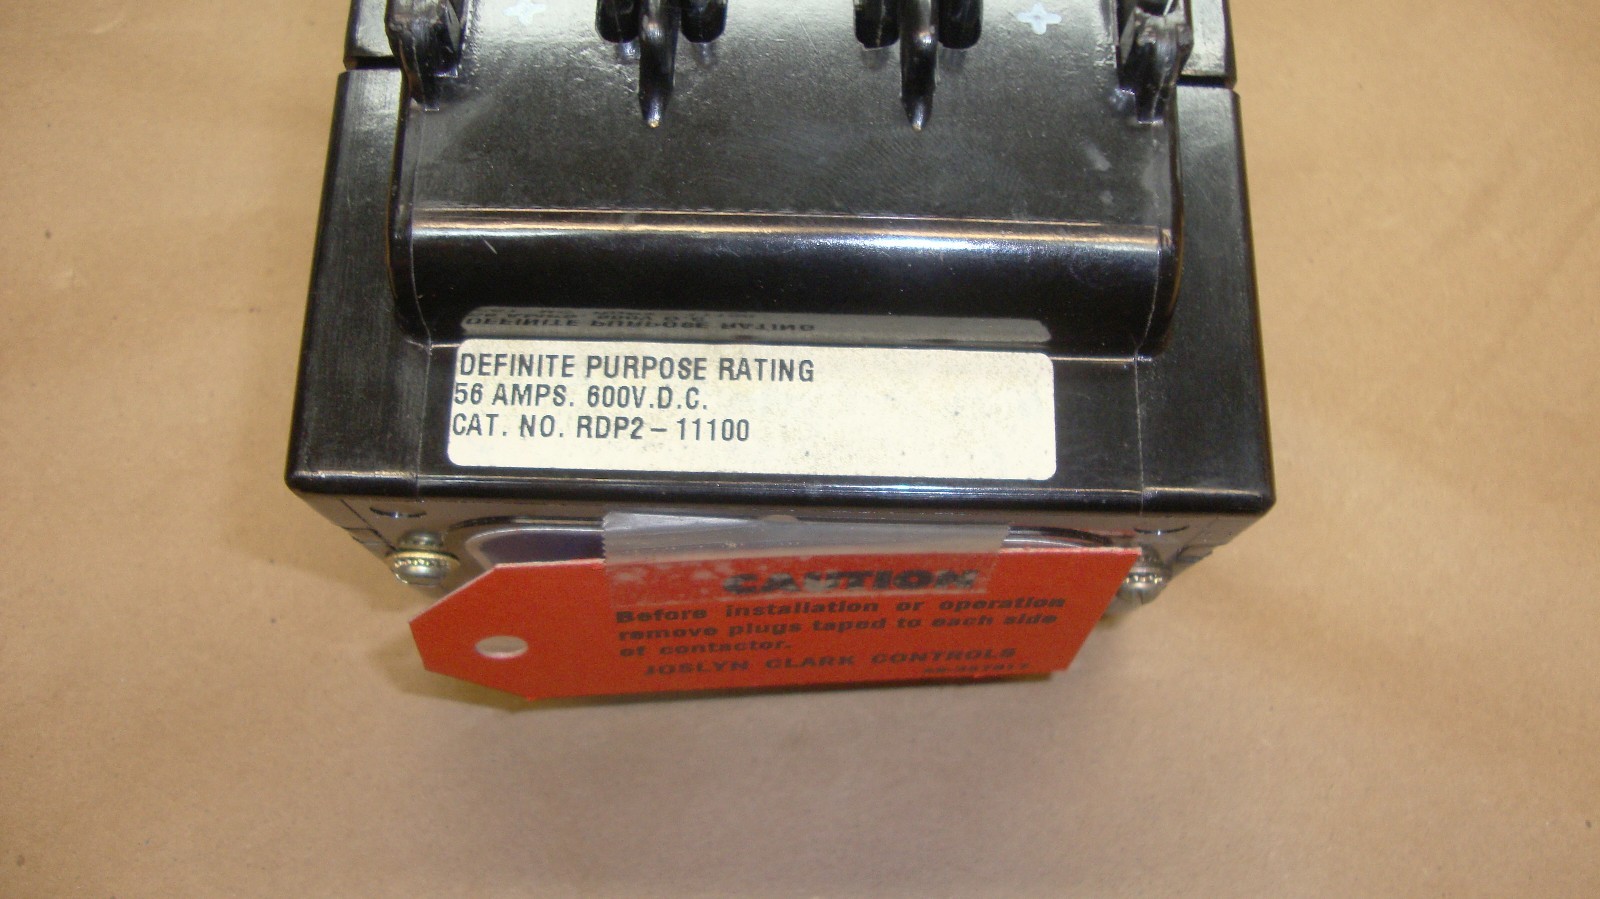 DEFINITE PURPOSE RATING
56 AMPS. 600V.D.C.
CAT. NO. RDP2-11100
CAUTION
Before installation or operation
remove plugs taped to each side
of contactor.
JOSLYN CLARK CONTROLS